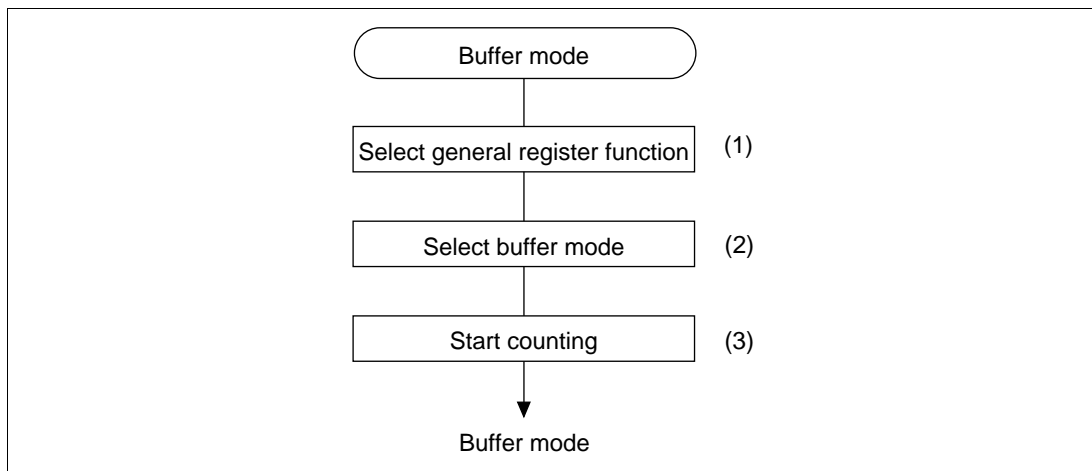 Buffer mode
Select general register function (1)
Select buffer mode (2)
Start counting (3)
Buffer mode